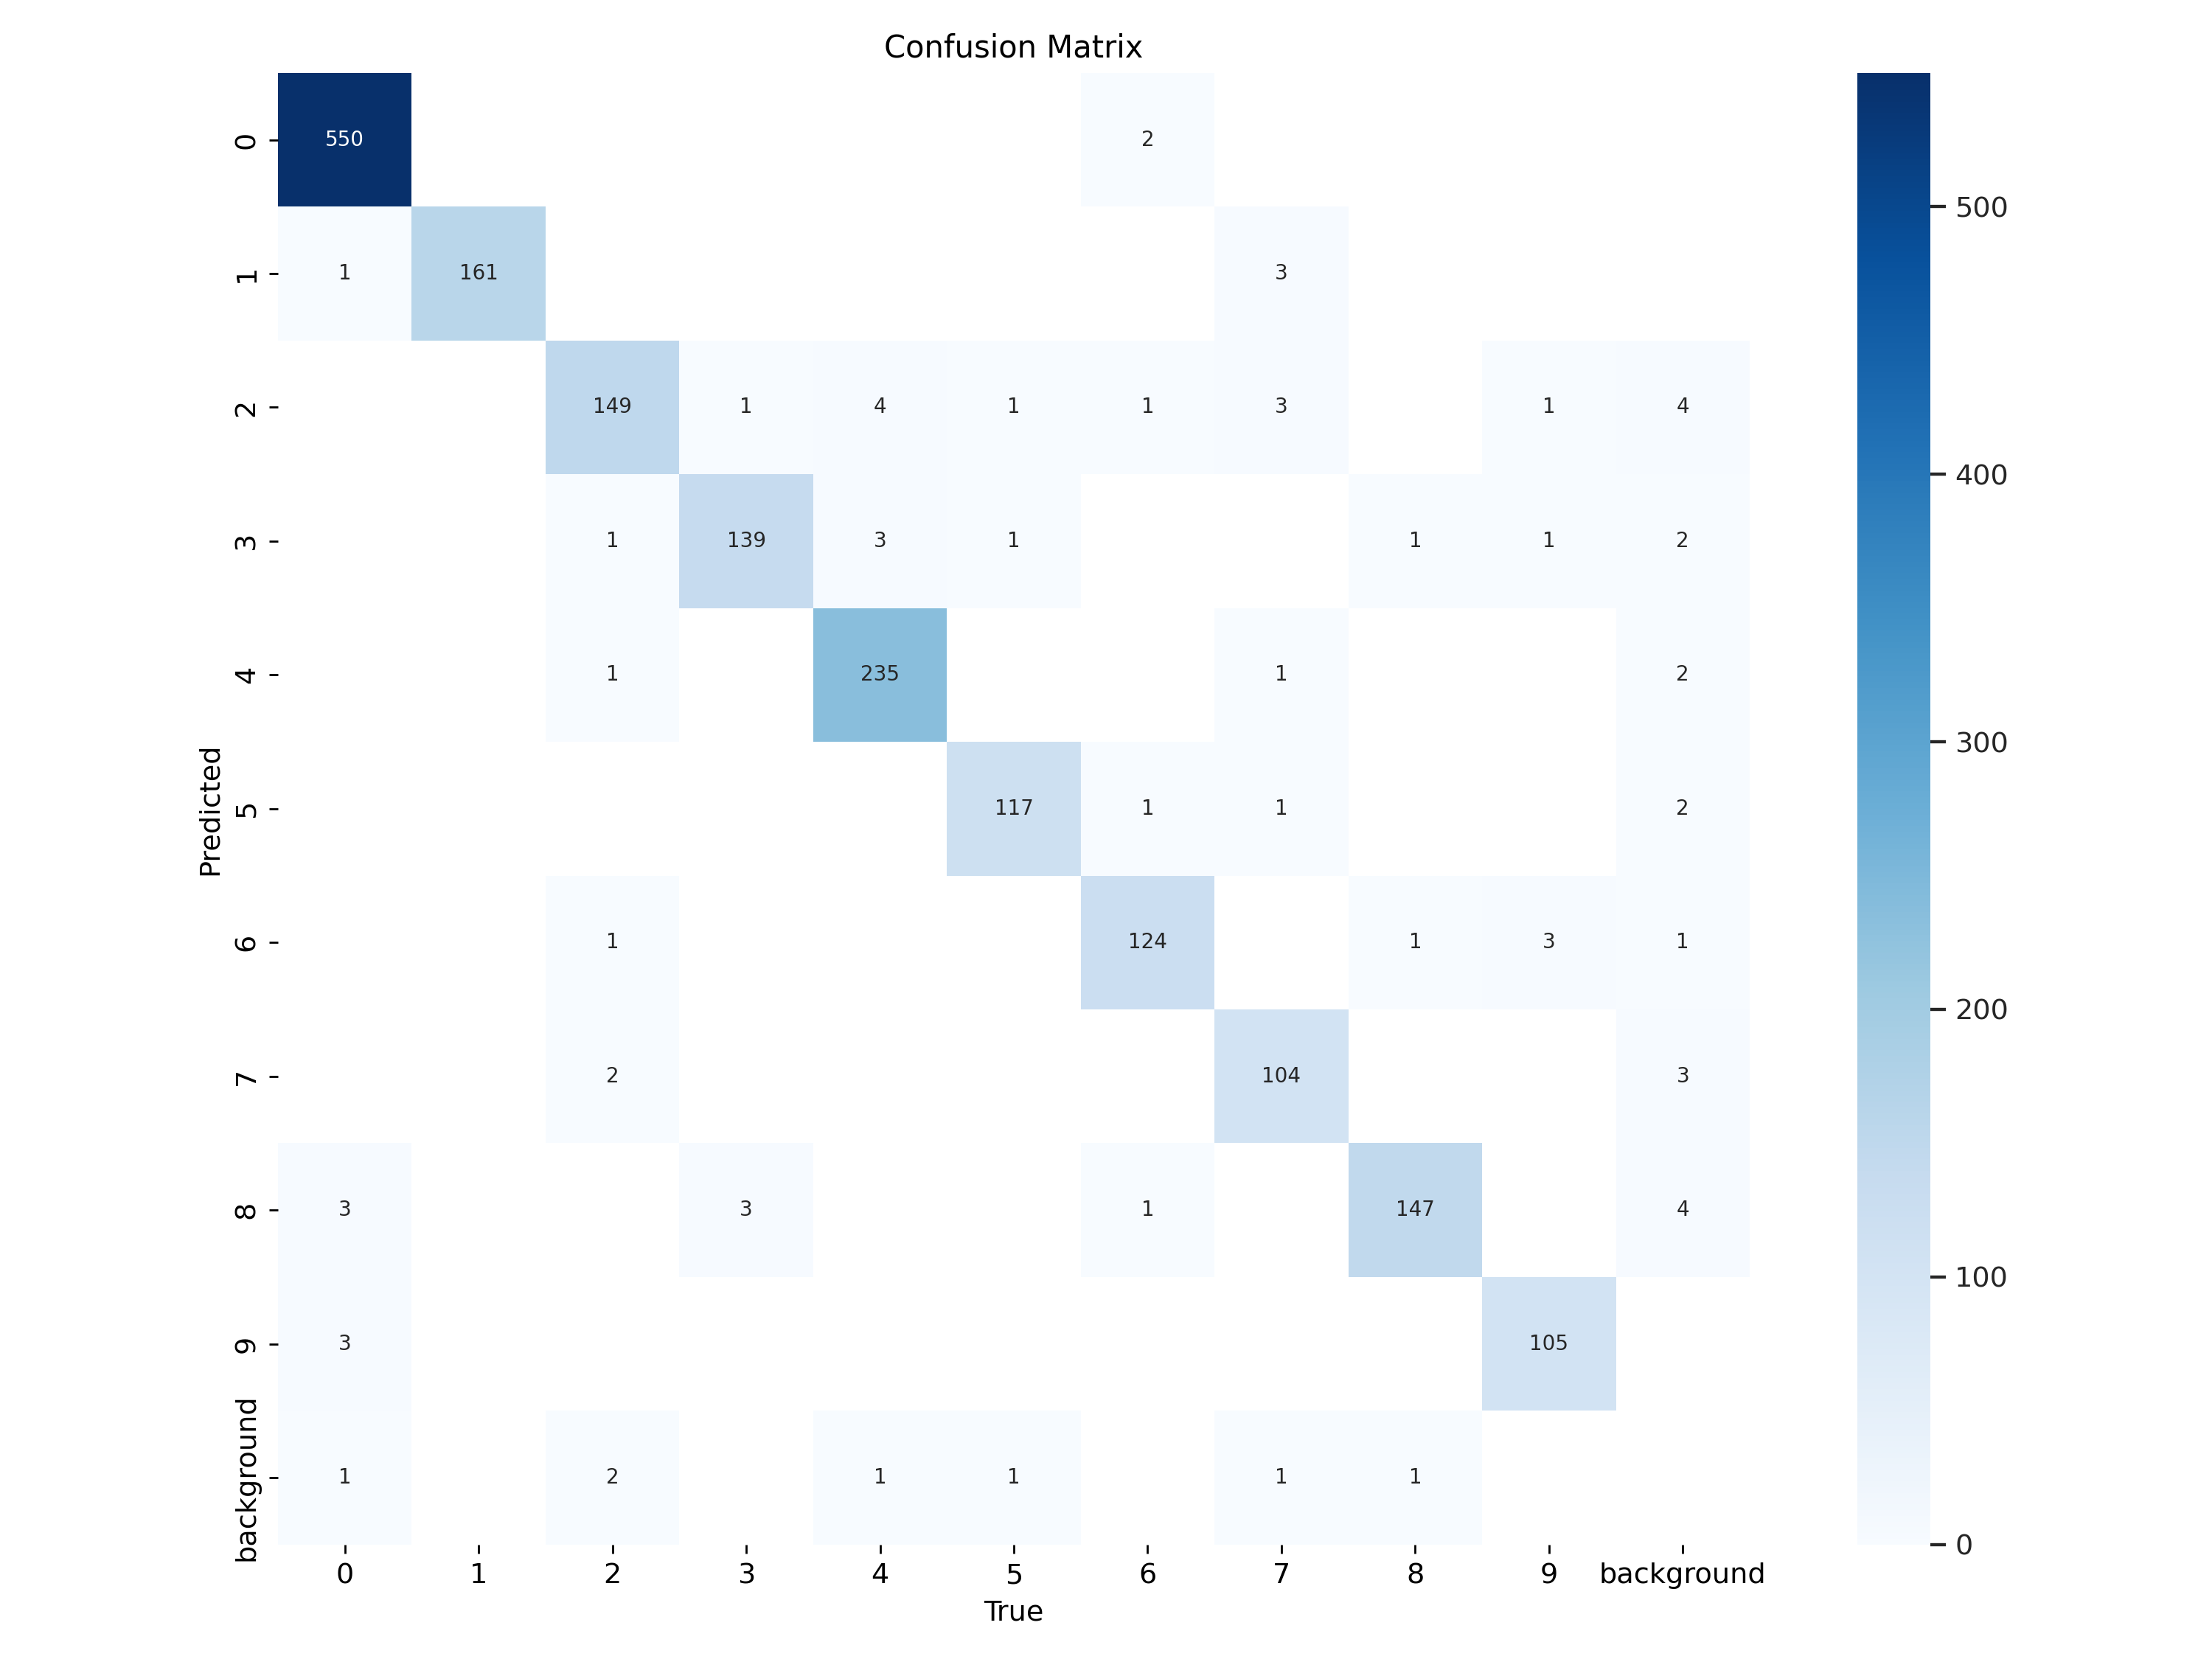 Confusion Matrix
0 550 2
1 1 161 3
2 149 1 4 1 1 3 1 4
3 1 139 3 1 1 1 2
4 1 235 1 2
5 117 1 1 2
6 1 124 1 3 1
7 2 104 3
8 3 3 1 147 4
9 3 105
background 1 2 1 1 1 1
0 1 2 3 4 5 6 7 8 9 background
True
Predicted
500
400
300
200
100
0